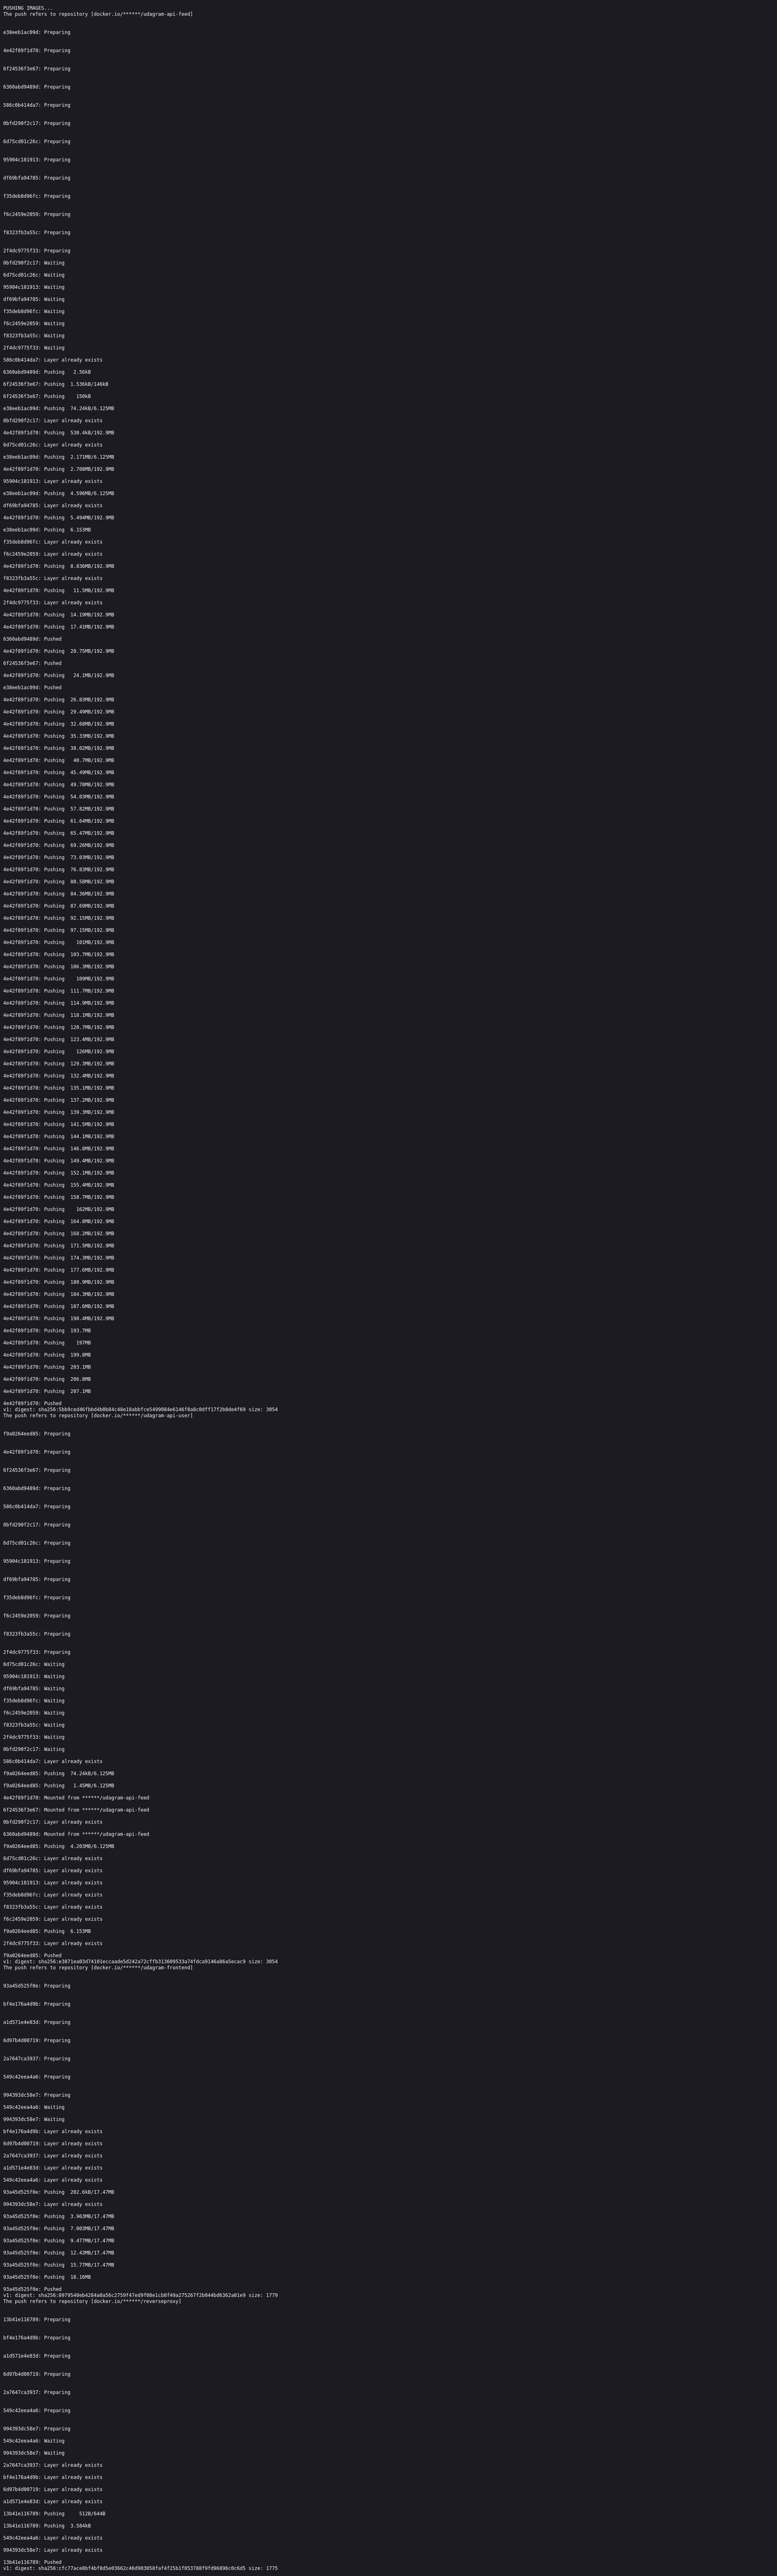 PUSHING IMAGES...
The push refers to repository [docker.io/******/udagram-api-feed]
e38eeb1ac09d: Preparing
4e42f89f1d70: Preparing
6f24536f3e67: Preparing
6360abd9489d: Preparing
586c0b414da7: Preparing
0bfd290f2c17: Preparing
6d75cd01c26c: Preparing
95904c181913: Preparing
df69bfa94785: Preparing
f35deb8d96fc: Preparing
f6c2459e2059: Preparing
f8323fb3a55c: Preparing
2f4dc9775f33: Preparing
0bfd290f2c17: Waiting
6d75cd01c26c: Waiting
95904c181913: Waiting
df69bfa94785: Waiting
f35deb8d96fc: Waiting
f6c2459e2059: Waiting
f8323fb3a55c: Waiting
2f4dc9775f33: Waiting
586c0b414da7: Layer already exists
6360abd9489d: Pushing 2.56kB
6f24536f3e67: Pushing 1.536kB/146kB
6f24536f3e67: Pushing 150kB
e38eeb1ac09d: Pushing 74.24kB/6.125MB
0bfd290f2c17: Layer already exists
4e42f89f1d70: Pushing 530.4kB/192.9MB
6d75cd01c26c: Layer already exists
e38eeb1ac09d: Pushing 2.171MB/6.125MB
4e42f89f1d70: Pushing 2.708MB/192.9MB
95904c181913: Layer already exists
e38eeb1ac09d: Pushing 4.596MB/6.125MB
df69bfa94785: Layer already exists
4e42f89f1d70: Pushing 5.494MB/192.9MB
e38eeb1ac09d: Pushing 6.153MB
f35deb8d96fc: Layer already exists
f6c2459e2059: Layer already exists
4e42f89f1d70: Pushing 8.836MB/192.9MB
f8323fb3a55c: Layer already exists
4e42f89f1d70: Pushing 11.5MB/192.9MB
2f4dc9775f33: Layer already exists
4e42f89f1d70: Pushing 14.19MB/192.9MB
4e42f89f1d70: Pushing 17.41MB/192.9MB
6360abd9489d: Pushed
4e42f89f1d70: Pushing 20.75MB/192.9MB
6f24536f3e67: Pushed
4e42f89f1d70: Pushing 24.1MB/192.9MB
e38eeb1ac09d: Pushed
4e42f89f1d70: Pushing 26.83MB/192.9MB
4e42f89f1d70: Pushing 29.49MB/192.9MB
4e42f89f1d70: Pushing 32.68MB/192.9MB
4e42f89f1d70: Pushing 35.33MB/192.9MB
4e42f89f1d70: Pushing 38.02MB/192.9MB
4e42f89f1d70: Pushing 40.7MB/192.9MB
4e42f89f1d70: Pushing 45.49MB/192.9MB
4e42f89f1d70: Pushing 49.78MB/192.9MB
4e42f89f1d70: Pushing 54.03MB/192.9MB
4e42f89f1d70: Pushing 57.82MB/192.9MB
4e42f89f1d70: Pushing 61.64MB/192.9MB
4e42f89f1d70: Pushing 65.47MB/192.9MB
4e42f89f1d70: Pushing 69.26MB/192.9MB
4e42f89f1d70: Pushing 73.03MB/192.9MB
4e42f89f1d70: Pushing 76.83MB/192.9MB
4e42f89f1d70: Pushing 80.58MB/192.9MB
4e42f89f1d70: Pushing 84.36MB/192.9MB
4e42f89f1d70: Pushing 87.69MB/192.9MB
4e42f89f1d70: Pushing 92.15MB/192.9MB
4e42f89f1d70: Pushing 97.15MB/192.9MB
4e42f89f1d70: Pushing 101MB/192.9MB
4e42f89f1d70: Pushing 103.7MB/192.9MB
4e42f89f1d70: Pushing 106.3MB/192.9MB
4e42f89f1d70: Pushing 109MB/192.9MB
4e42f89f1d70: Pushing 111.7MB/192.9MB
4e42f89f1d70: Pushing 114.9MB/192.9MB
4e42f89f1d70: Pushing 118.1MB/192.9MB
4e42f89f1d70: Pushing 120.7MB/192.9MB
4e42f89f1d70: Pushing 123.4MB/192.9MB
4e42f89f1d70: Pushing 126MB/192.9MB
4e42f89f1d70: Pushing 129.3MB/192.9MB
4e42f89f1d70: Pushing 132.4MB/192.9MB
4e42f89f1d70: Pushing 135.1MB/192.9MB
4e42f89f1d70: Pushing 137.2MB/192.9MB
4e42f89f1d70: Pushing 139.3MB/192.9MB
4e42f89f1d70: Pushing 141.5MB/192.9MB
4e42f89f1d70: Pushing 144.1MB/192.9MB
4e42f89f1d70: Pushing 146.8MB/192.9MB
4e42f89f1d70: Pushing 149.4MB/192.9MB
4e42f89f1d70: Pushing 152.1MB/192.9MB
4e42f89f1d70: Pushing 155.4MB/192.9MB
4e42f89f1d70: Pushing 158.7MB/192.9MB
4e42f89f1d70: Pushing 162MB/192.9MB
4e42f89f1d70: Pushing 164.8MB/192.9MB
4e42f89f1d70: Pushing 168.2MB/192.9MB
4e42f89f1d70: Pushing 171.5MB/192.9MB
4e42f89f1d70: Pushing 174.3MB/192.9MB
4e42f89f1d70: Pushing 177.6MB/192.9MB
4e42f89f1d70: Pushing 180.9MB/192.9MB
4e42f89f1d70: Pushing 184.3MB/192.9MB
4e42f89f1d70: Pushing 187.6MB/192.9MB
4e42f89f1d70: Pushing 190.4MB/192.9MB
4e42f89f1d70: Pushing 193.7MB
4e42f89f1d70: Pushing 197MB
4e42f89f1d70: Pushing 199.8MB
4e42f89f1d70: Pushing 203.1MB
4e42f89f1d70: Pushing 206.0MB
4e42f89f1d70: Pushing 207.1MB
4e42f89f1d70: Pushed
v1: digest: size: 3054
The push refers to repository [docker.io/******/udagram-api-user]
f9a0264eed85: Preparing
4e42f89f1d70: Preparing
6f24536f3e67: Preparing
6360abd9489d: Preparing
586c0b414da7: Preparing
0bfd290f2c17: Preparing
6d75cd01c26c: Preparing
95904c181913: Preparing
df69bfa94785: Preparing
f35deb8d96fc: Preparing
f6c2459e2059: Preparing
f8323fb3a55c: Preparing
2f4dc9775f33: Preparing
6d75cd01c26c: Waiting
95904c181913: Waiting
df69bfa94785: Waiting
f35deb8d96fc: Waiting
f6c2459e2059: Waiting
f8323fb3a55c: Waiting
2f4dc9775f33: Waiting
0bfd290f2c17: Waiting
586c0b414da7: Layer already exists
f9a0264eed85: Pushing 74.24kB/6.125MB
f9a0264eed85: Pushing 1.45MB/6.125MB
4e42f89f1d70: Mounted from ******/udagram-api-feed
6f24536f3e67: Mounted from ******/udagram-api-feed
0bfd290f2c17: Layer already exists
6360abd9489d: Mounted from ******/udagram-api-feed
f9a0264eed85: Pushing 4.203MB/6.125MB
6d75cd01c26c: Layer already exists
df69bfa94785: Layer already exists
95904c181913: Layer already exists
f35deb8d96fc: Layer already exists
f8323fb3a55c: Layer already exists
f6c2459e2059: Layer already exists
f9a0264eed85: Pushing 6.153MB
2f4dc9775f33: Layer already exists
f9a0264eed85: Pushed
v1: digest: size: 3054
The push refers to repository [docker.io/******/udagram-frontend]
93a45d525f0e: Preparing
bf4e176a4d9b: Preparing
a1d571e4e83d: Preparing
6d97b4d00719: Preparing
2a7647ca3937: Preparing
549c42eea4a6: Preparing
994393dc58e7: Preparing
549c42eea4a6: Waiting
994393dc58e7: Waiting
bf4e176a4d9b: Layer already exists
6d97b4d00719: Layer already exists
2a7647ca3937: Layer already exists
a1d571e4e83d: Layer already exists
549c42eea4a6: Layer already exists
93a45d525f0e: Pushing 202.6kB/17.47MB
994393dc58e7: Layer already exists
93a45d525f0e: Pushing 3.963MB/17.47MB
93a45d525f0e: Pushing 7.003MB/17.47MB
93a45d525f0e: Pushing 9.477MB/17.47MB
93a45d525f0e: Pushing 12.43MB/17.47MB
93a45d525f0e: Pushing 15.77MB/17.47MB
93a45d525f0e: Pushing 18.16MB
93a45d525f0e: Pushed
v1: digest: size: 1779
The push refers to repository [docker.io/******/reverseproxy]
13b41e116789: Preparing
bf4e176a4d9b: Preparing
a1d571e4e83d: Preparing
6d97b4d00719: Preparing
2a7647ca3937: Preparing
549c42eea4a6: Preparing
994393dc58e7: Preparing
549c42eea4a6: Waiting
994393dc58e7: Waiting
2a7647ca3937: Layer already exists
bf4e176a4d9b: Layer already exists
6d97b4d00719: Layer already exists
a1d571e4e83d: Layer already exists
13b41e116789: Pushing 512B/644B
13b41e116789: Pushing 3.584kB
549c42eea4a6: Layer already exists
994393dc58e7: Layer already exists
13b41e116789: Pushed
v1: digest: size: 1775